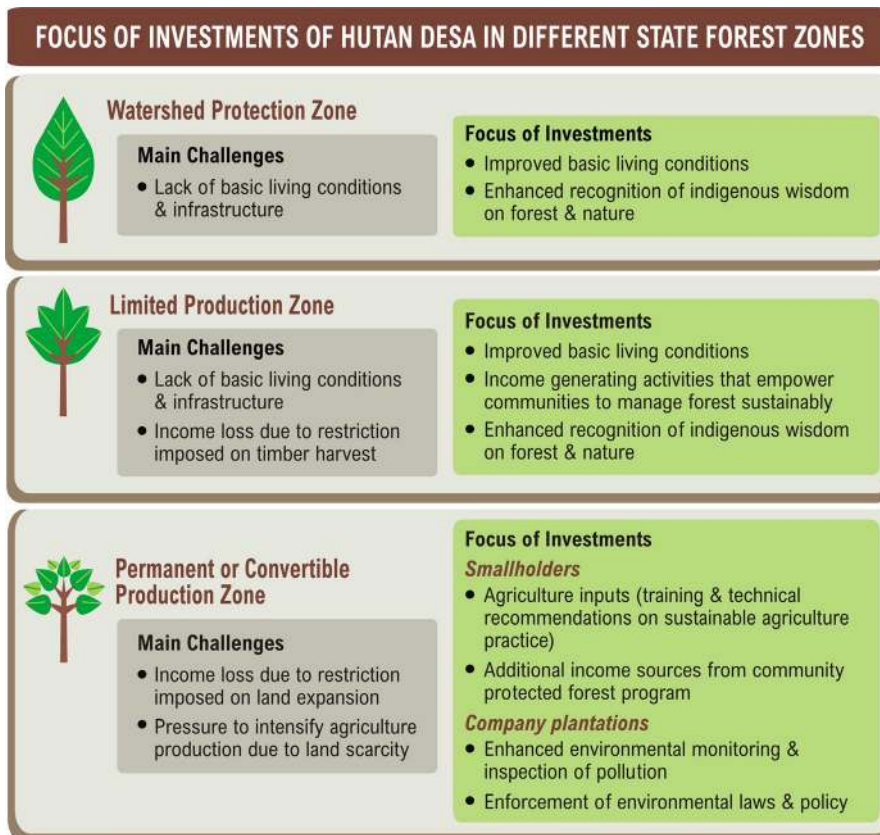 FOCUS OF INVESTMENTS OF HUTAN DESA IN DIFFERENT STATE FOREST ZONES
Watershed Protection Zone
Main Challenges
• Lack of basic living conditions
& infrastructure
Focus of Investments
• Improved basic living conditions
• Enhanced recognition of indigenous wisdom
on forest & nature
Limited Production Zone
Main Challenges
• Lack of basic living conditions
& infrastructure
• Income loss due to restriction
imposed on timber harvest
Focus of Investments
• Improved basic living conditions
• Income generating activities that empower
communities to manage forest sustainably
• Enhanced recognition of indigenous wisdom
on forest & nature
Permanent or Convertible
Production Zone
Main Challenges
• Income loss due to restriction
imposed on land expansion
• Pressure to intensify agriculture
production due to land scarcity
Focus of Investments
Smallholders
• Agriculture inputs (training & technical
recommendations on sustainable agriculture
practice)
• Additional income sources from community
protected forest program
Company plantations
• Enhanced environmental monitoring &
inspection of pollution
• Enforcement of environmental laws & policy